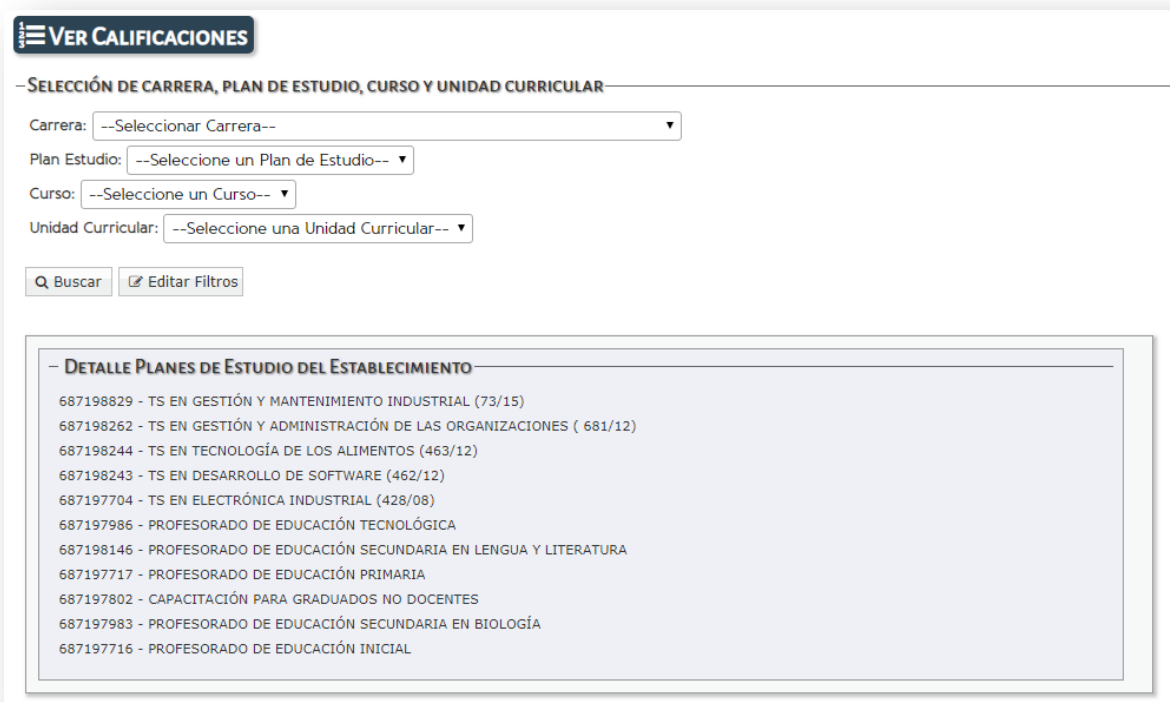 VER CALIFICACIONES
SELECCIÓN DE CARRERA, PLAN DE ESTUDIO, CURSO Y UNIDAD CURRICULAR
Carrera: --Seleccionar Carrera--
Plan Estudio: --Seleccione un Plan de Estudio--
Curso: --Seleccione un Curso--
Unidad Curricular: --Seleccione una Unidad Curricular--
Buscar Editar Filtros
DETALLE PLANES DE ESTUDIO DEL ESTABLECIMIENTO
687198829 - TS EN GESTIÓN Y MANTENIMIENTO INDUSTRIAL (73/15)
687198262 - TS EN GESTIÓN Y ADMINISTRACIÓN DE LAS ORGANIZACIONES ( 681/12)
687198244 - TS EN TECNOLOGÍA DE LOS ALIMENTOS (463/12)
687198243 - TS EN DESARROLLO DE SOFTWARE (462/12)
687197704 - TS EN ELECTRÓNICA INDUSTRIAL (428/08)
687197986 - PROFESORADO DE EDUCACIÓN TECNOLÓGICA
687198146 - PROFESORADO DE EDUCACIÓN SECUNDARIA EN LENGUA Y LITERATURA
687197717 - PROFESORADO DE EDUCACIÓN PRIMARIA
687197802 - CAPACITACIÓN PARA GRADUADOS NO DOCENTES
687197983 - PROFESORADO DE EDUCACIÓN SECUNDARIA EN BIOLOGÍA
687197716 - PROFESORADO DE EDUCACIÓN INICIAL